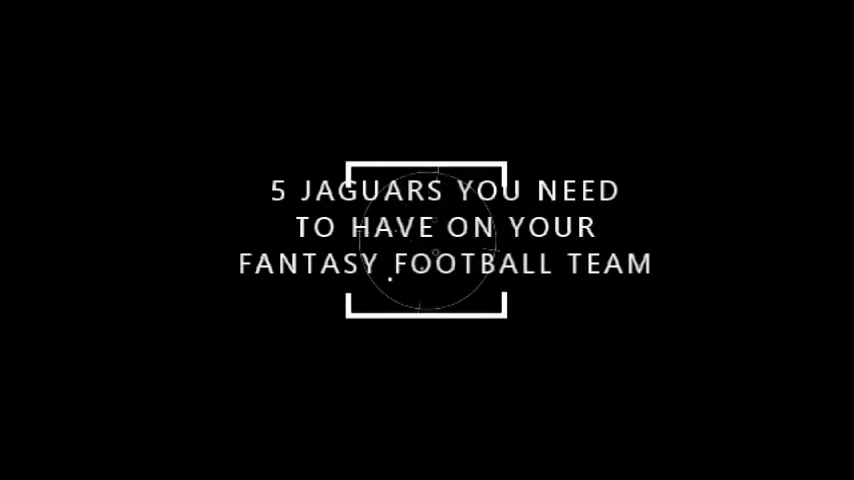 5 JAGUARS YOU NEED
TO HAVE ON YOUR
FANTASY FOOTBALL TEAM